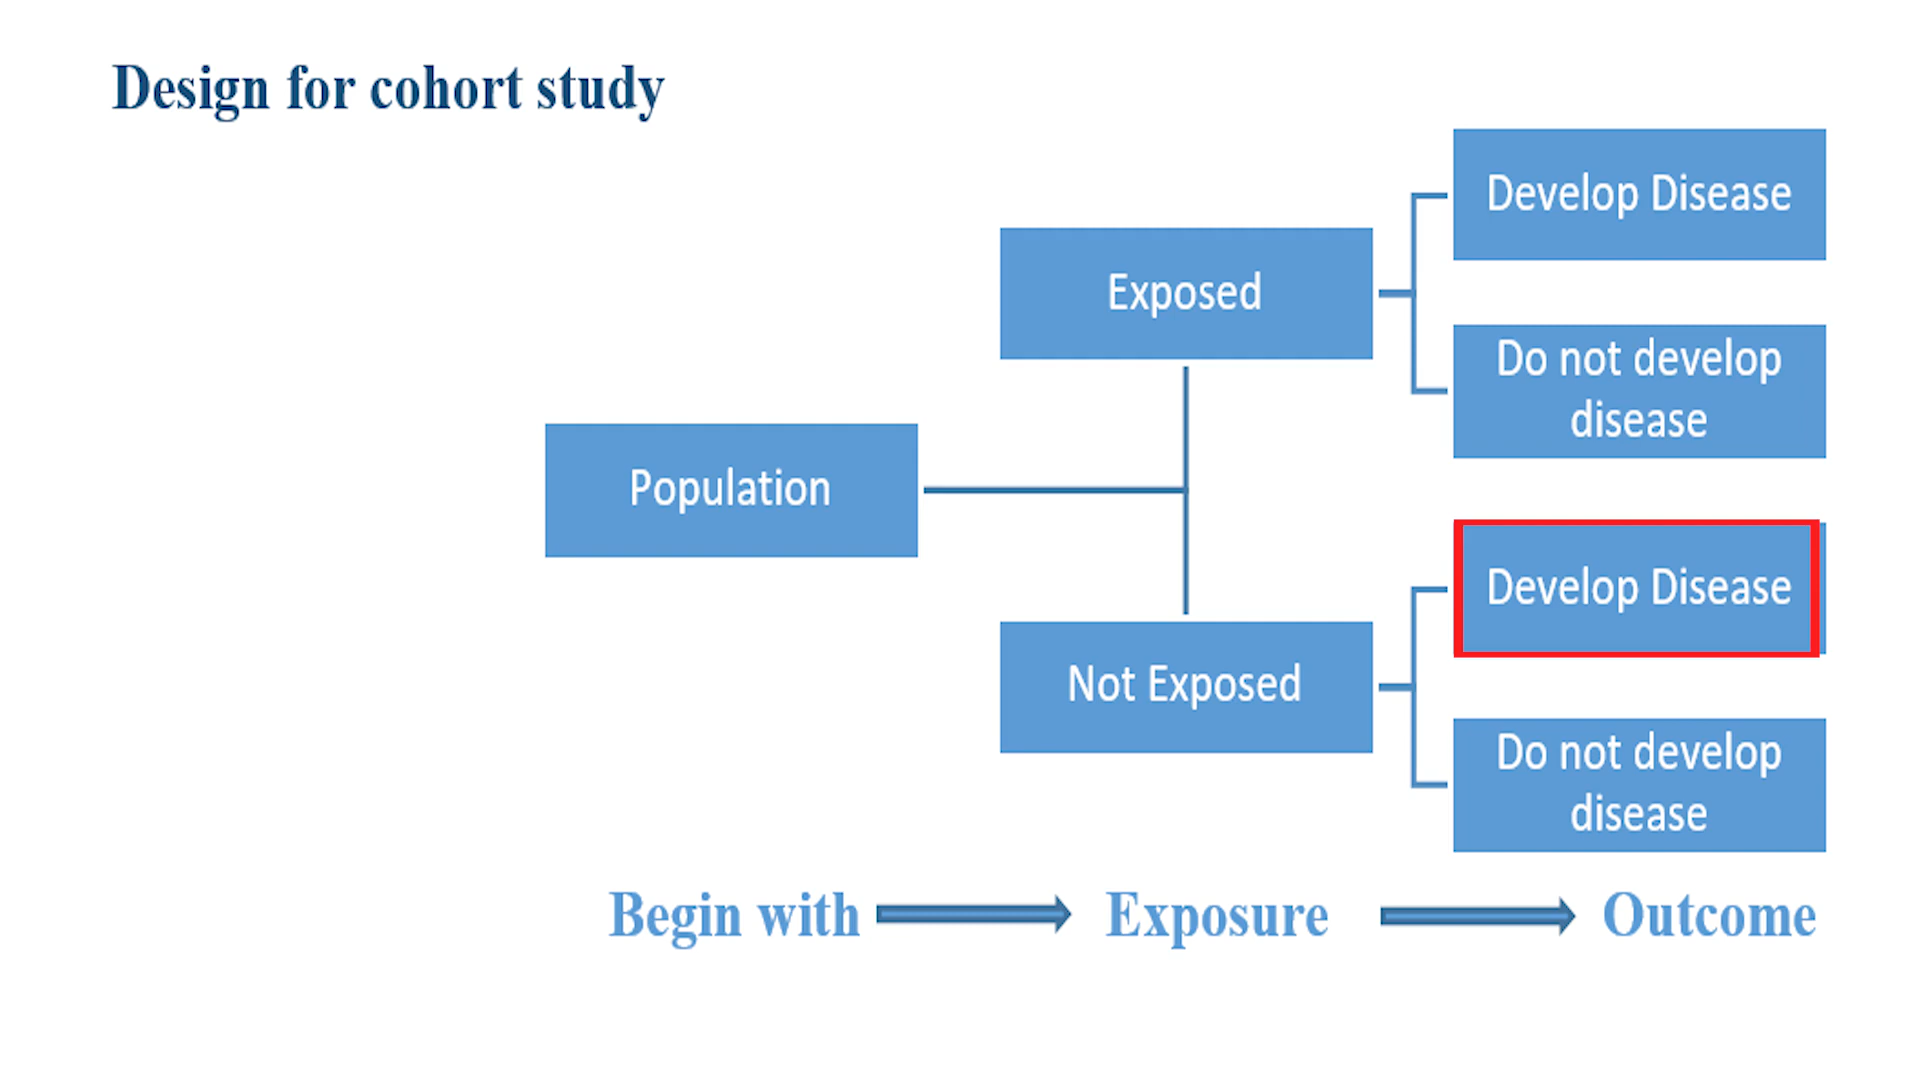 Design for cohort study
Develop Disease
Exposed
Do not develop
disease
Population
Develop Disease
Not Exposed
Do not develop
disease
Begin with
Exposure
Outcome